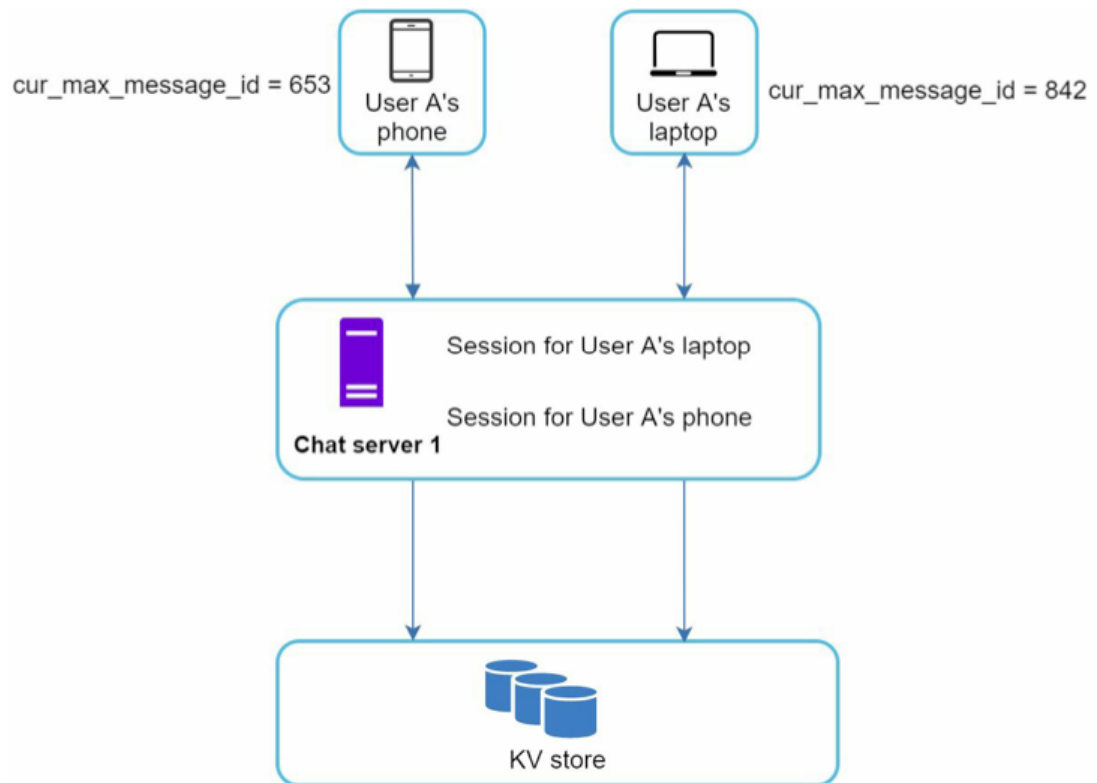 cur_max_message_id = 653
User A's
phone
User A's
laptop
cur_max_message_id = 842
Session for User A's laptop
Session for User A's phone
Chat server 1
KV store